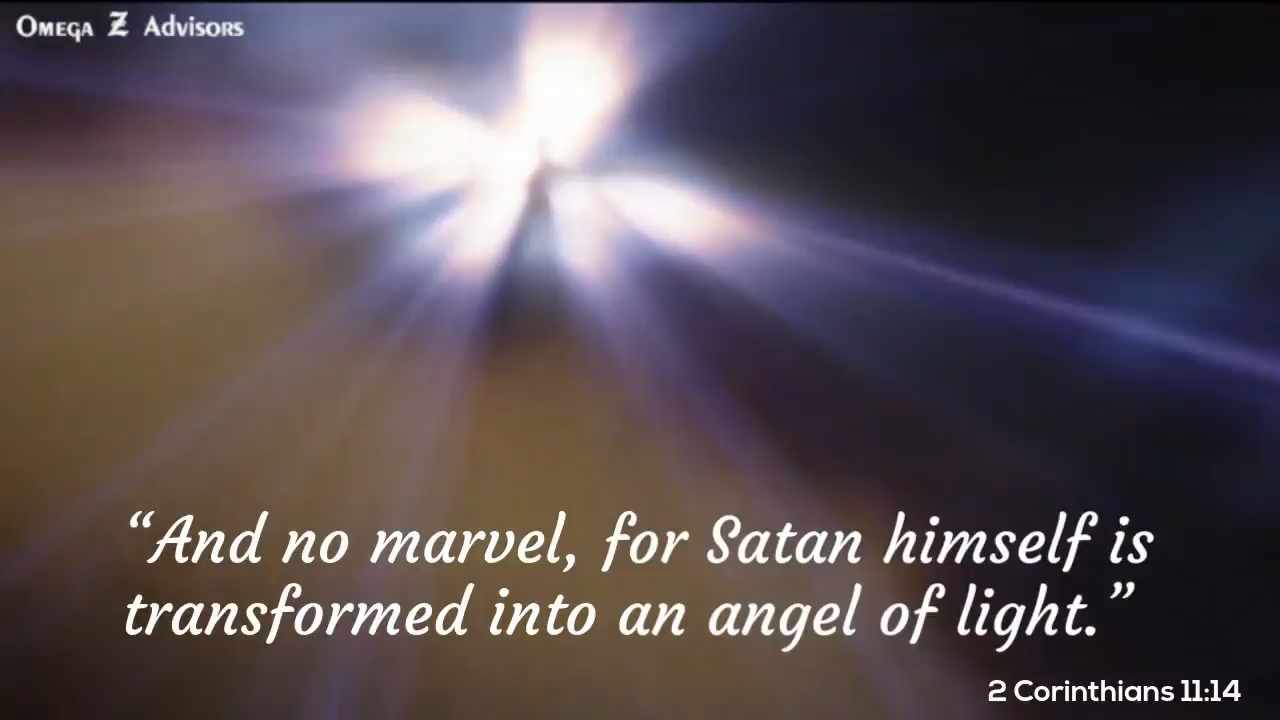 Omega Z Advisors
“And no marvel, for Satan himself is
transformed into an angel of light.”
2 Corinthians 11:14